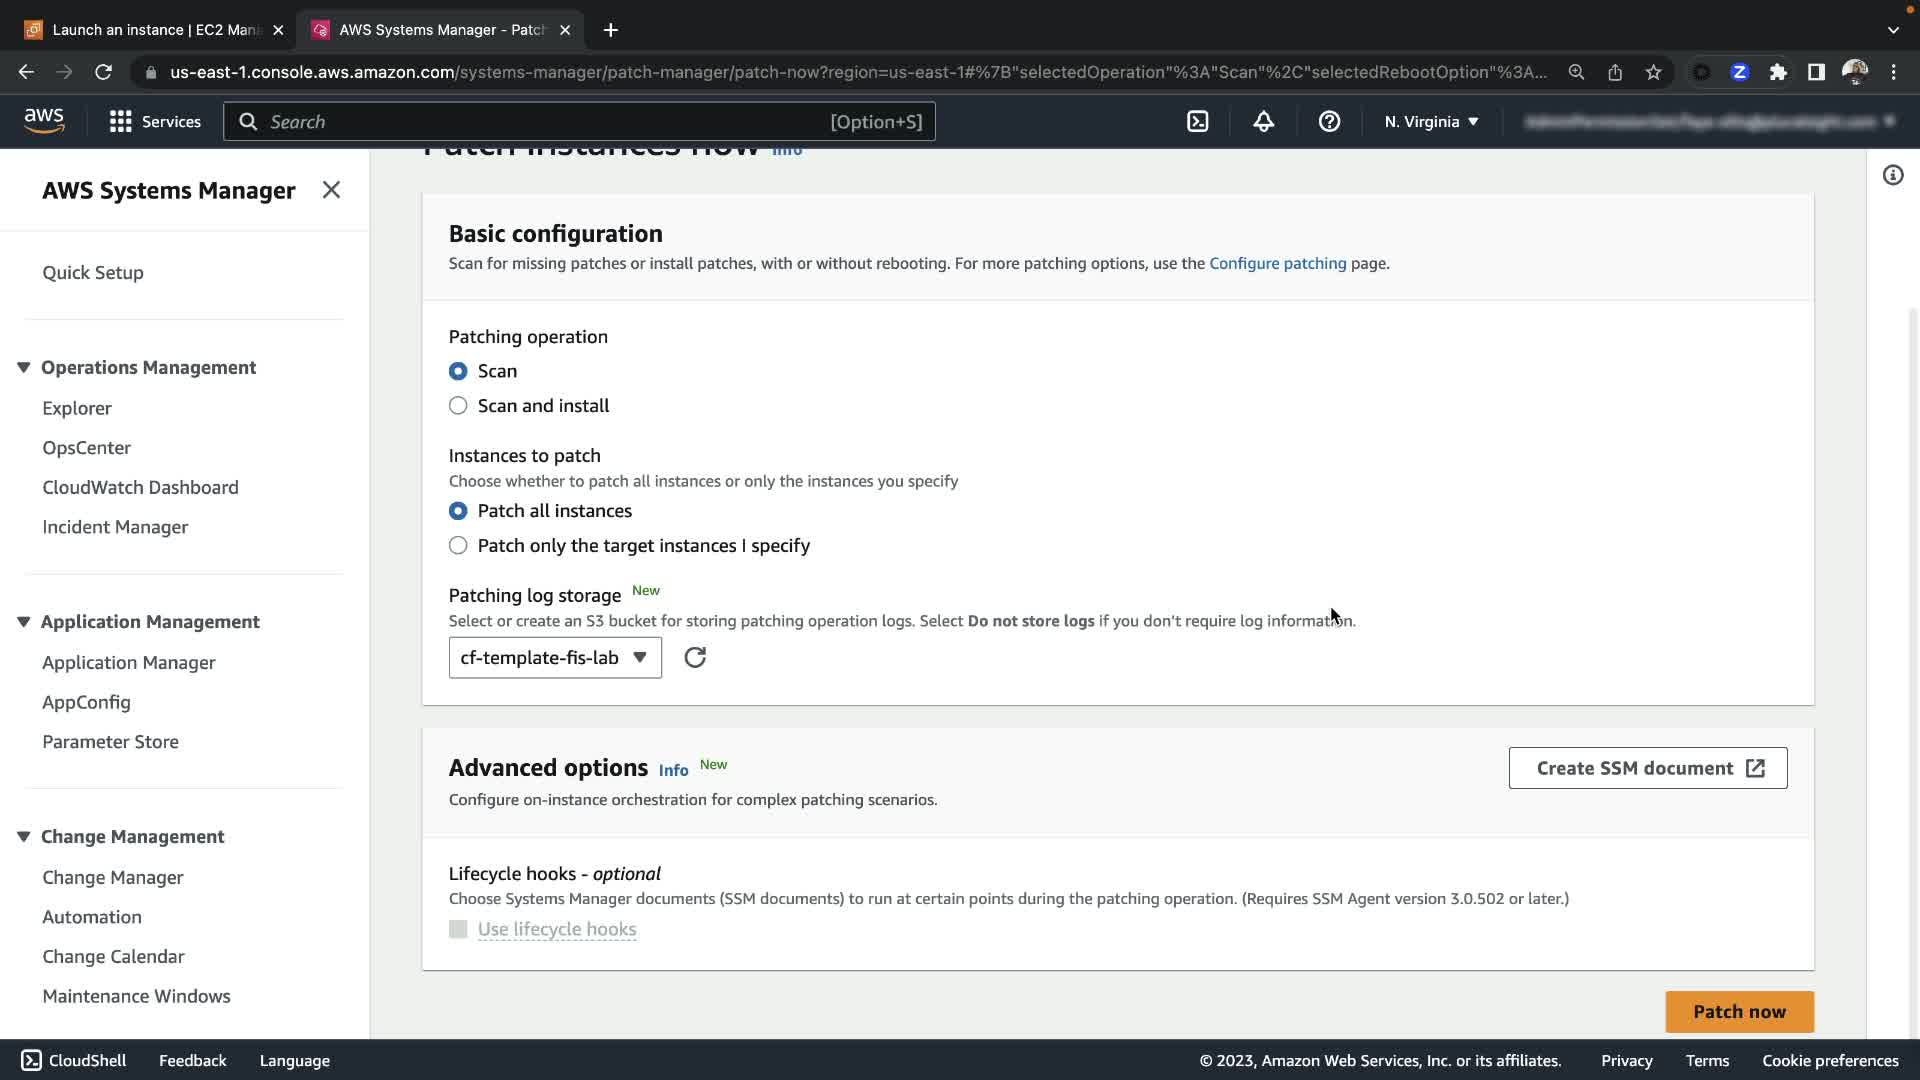 Launch an instance | EC2 Man
AWS Systems Manager - Patch
us-east-1.console.aws.amazon.com/systems-manager/patch-manager/patch-now?region=us-east-1#%7B"selectedOperation"%3A"Scan"%2C"selectedRebootOption"%3A...
aws
Services
Search
[Option+S]
N. Virginia
Patch instances now Info
AWS Systems Manager
Quick Setup
Operations Management
Explorer
OpsCenter
CloudWatch Dashboard
Incident Manager
Application Management
Application Manager
AppConfig
Parameter Store
Change Management
Change Manager
Automation
Change Calendar
Maintenance Windows
Basic configuration
Scan for missing patches or install patches, with or without rebooting. For more patching options, use the Configure patching page.
Patching operation
Scan
Scan and install
Instances to patch
Choose whether to patch all instances or only the instances you specify
Patch all instances
Patch only the target instances I specify
Patching log storage New
Select or create an S3 bucket for storing patching operation logs. Select Do not store logs if you don't require log information.
cf-template-fis-lab
Advanced options Info New
Create SSM document
Configure on-instance orchestration for complex patching scenarios.
Lifecycle hooks - optional
Choose Systems Manager documents (SSM documents) to run at certain points during the patching operation. (Requires SSM Agent version 3.0.502 or later.)
Use lifecycle hooks
Patch now
CloudShell
Feedback
Language
© 2023, Amazon Web Services, Inc. or its affiliates.
Privacy
Terms
Cookie preferences